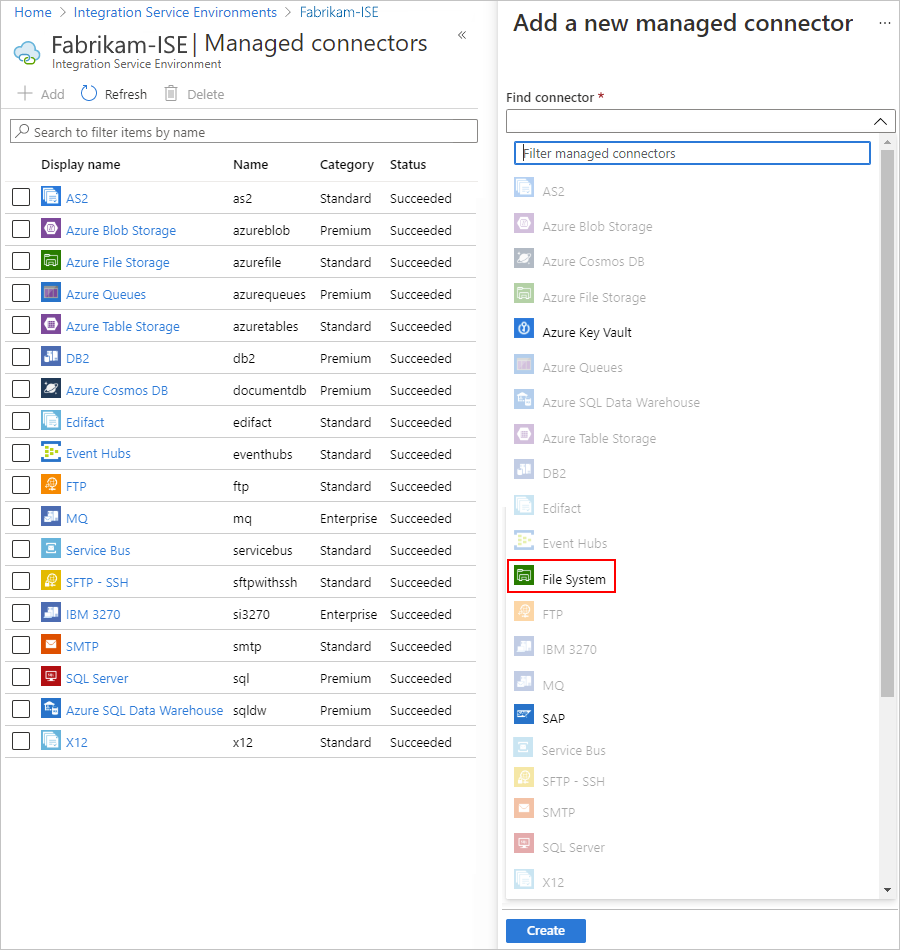 Home > Integration Service Environments > Fabrikam-ISE
Fabrikam-ISE | Managed connectors «
Integration Service Environment
Add Refresh Delete
Search to filter items by name
Display name Name Category Status
AS2 as2 Standard Succeeded
Azure Blob Storage azureblob Premium Succeeded
Azure File Storage azurefile Standard Succeeded
Azure Queues azurequeues Premium Succeeded
Azure Table Storage azuretables Standard Succeeded
DB2 db2 Premium Succeeded
Azure Cosmos DB documentdb Premium Succeeded
Edifact edifact Standard Succeeded
Event Hubs eventhubs Standard Succeeded
FTP ftp Standard Succeeded
MQ mq Enterprise Succeeded
Service Bus servicebus Standard Succeeded
SFTP - SSH sftpwithssh Standard Succeeded
IBM 3270 si3270 Enterprise Succeeded
SMTP smtp Standard Succeeded
SQL Server sql Premium Succeeded
Azure SQL Data Warehouse sqldw Premium Succeeded
X12 x12 Standard Succeeded
Add a new managed connector ...
Find connector *
Filter managed connectors
AS2
Azure Blob Storage
Azure Cosmos DB
Azure File Storage
Azure Key Vault
Azure Queues
Azure SQL Data Warehouse
Azure Table Storage
DB2
Edifact
Event Hubs
File System
FTP
IBM 3270
MQ
SAP
Service Bus
SFTP - SSH
SMTP
SQL Server
X12
Create